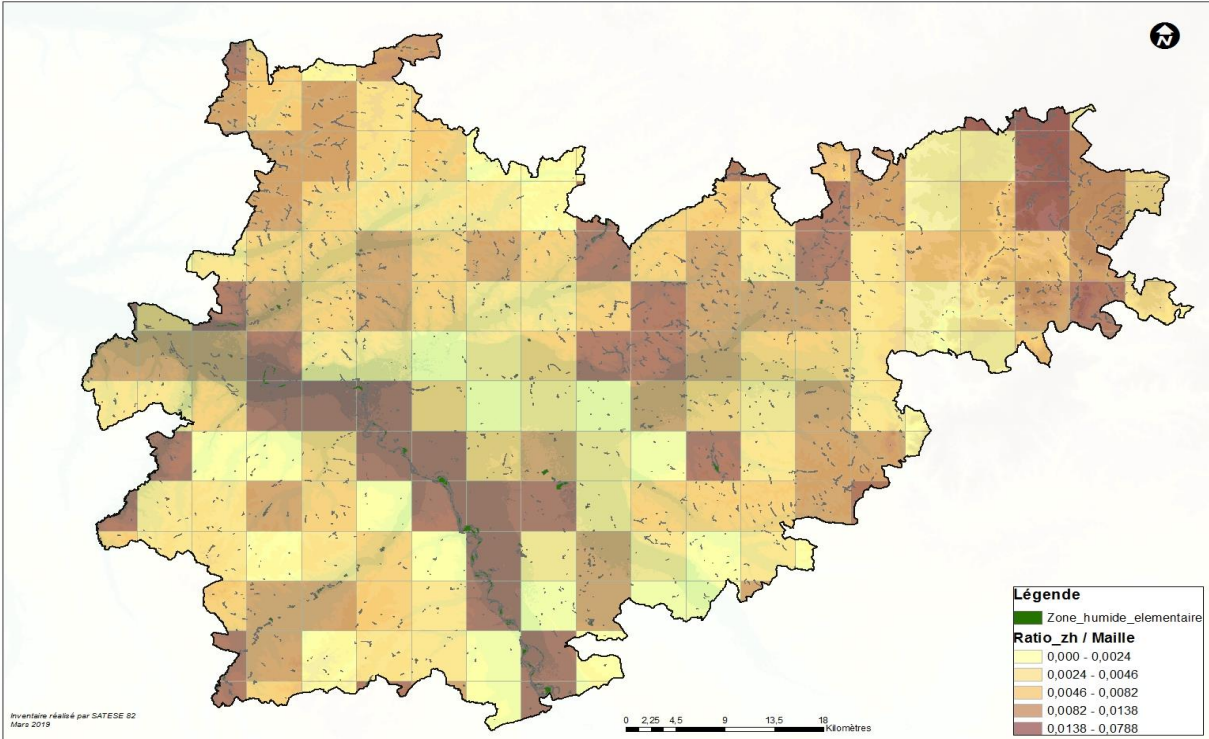 N
Légende
Zone_humide_elementaire
Ratio_zh / Maille
0,000 - 0,0024
0,0024 - 0,0046
0,0046 - 0,0082
0,0082 - 0,0138
0,0138 - 0,0788
Inventaire réalisé par SATESE 82
Mars 2019
0 2,25 4,5 9 13,5 18
Kilomètres